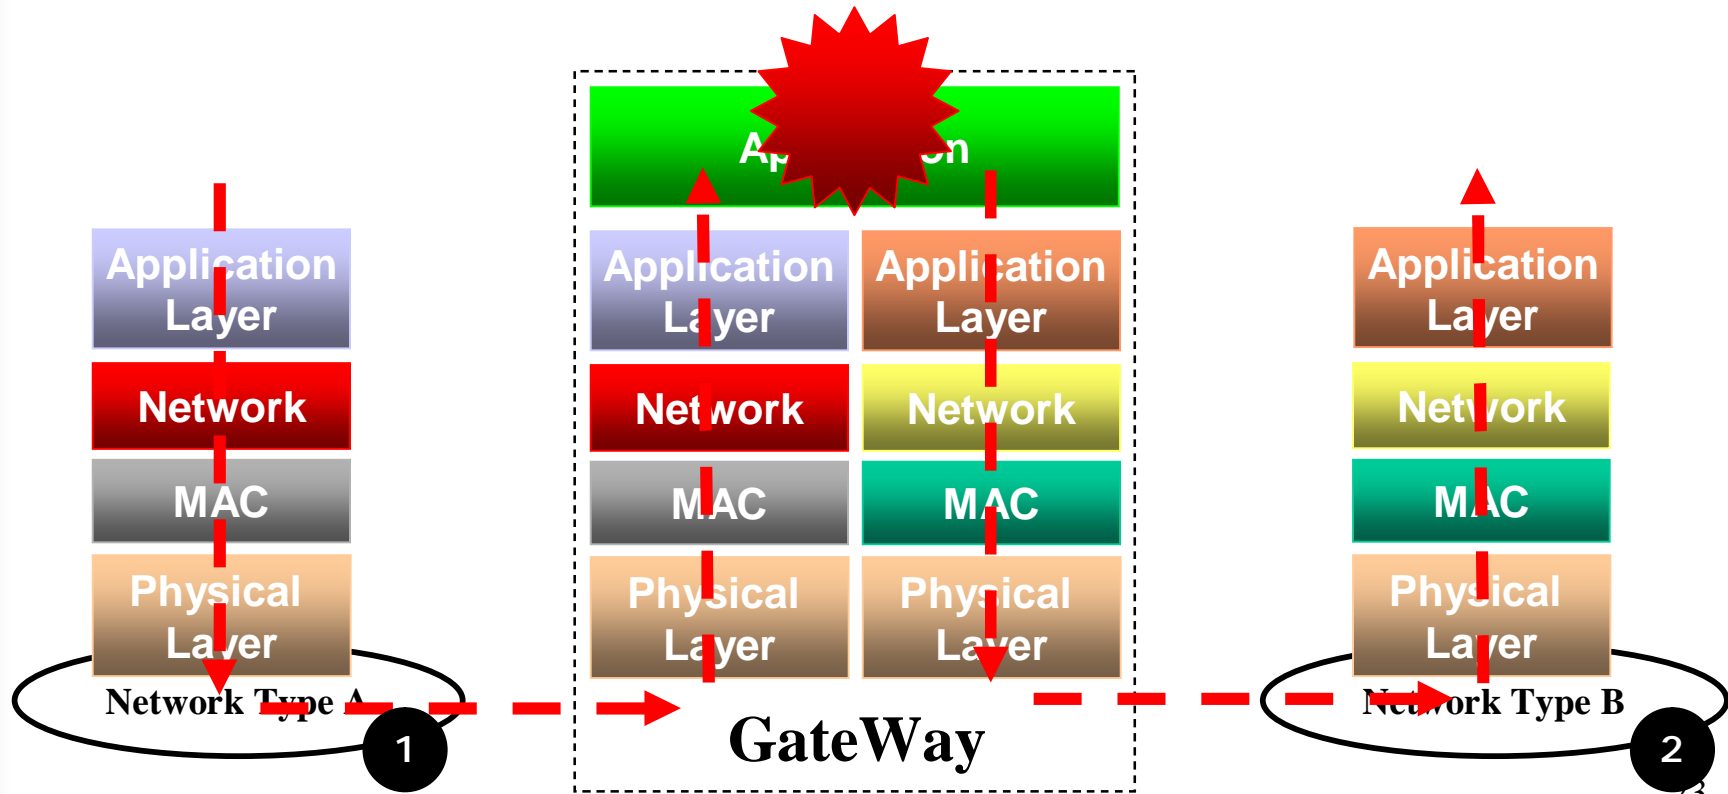 Application
Layer
Network
MAC
Physical
Layer
Network Type A
1
Application
Layer
Network
MAC
Physical
Layer
Application
Layer
Network
MAC
Physical
Layer
GateWay
Application
Layer
Network
MAC
Physical
Layer
Network Type B
2